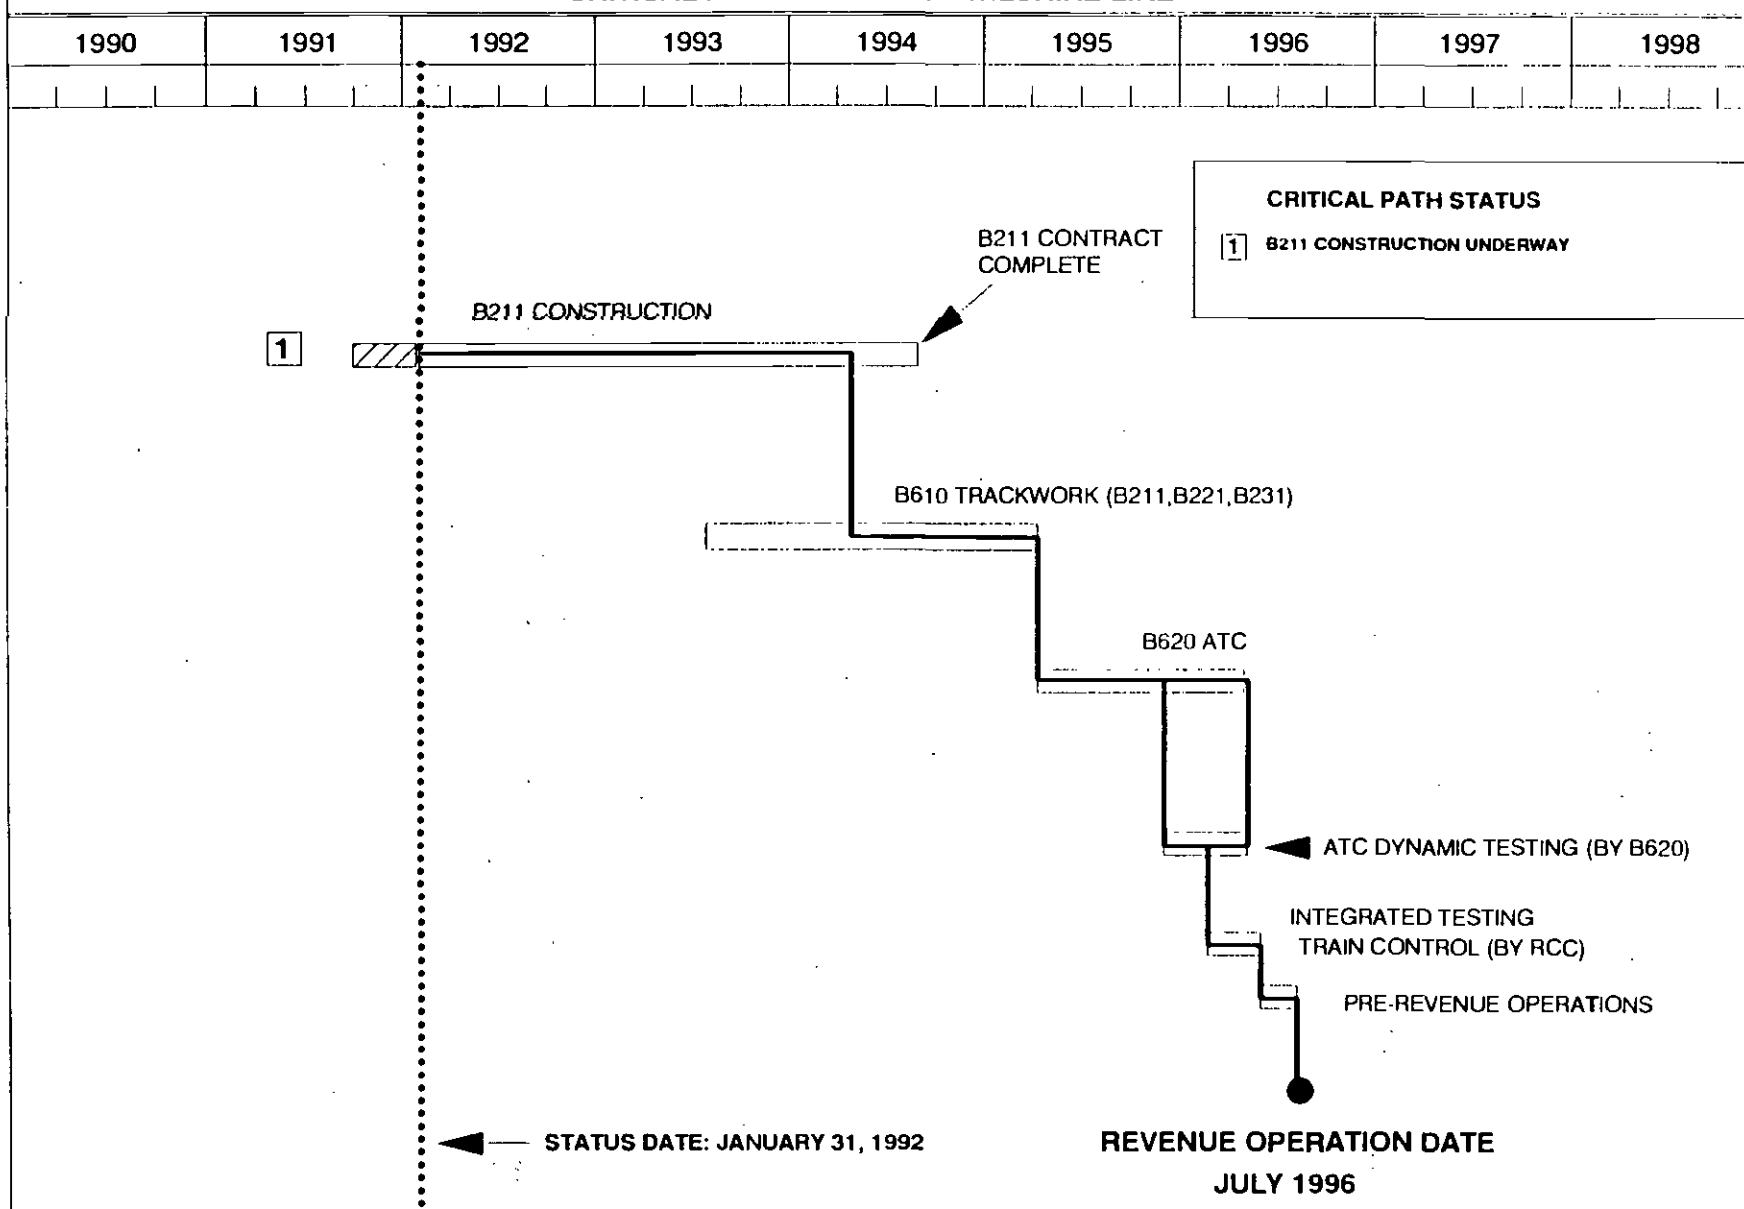 1990 1991 1992 1993 1994 1995 1996 1997 1998
CRITICAL PATH STATUS
1 B211 CONSTRUCTION UNDERWAY
B211 CONTRACT
COMPLETE
B211 CONSTRUCTION
1
B610 TRACKWORK (B211,B221,B231)
B620 ATC
ATC DYNAMIC TESTING (BY B620)
INTEGRATED TESTING
TRAIN CONTROL (BY RCC)
PRE-REVENUE OPERATIONS
STATUS DATE: JANUARY 31, 1992
REVENUE OPERATION DATE
JULY 1996